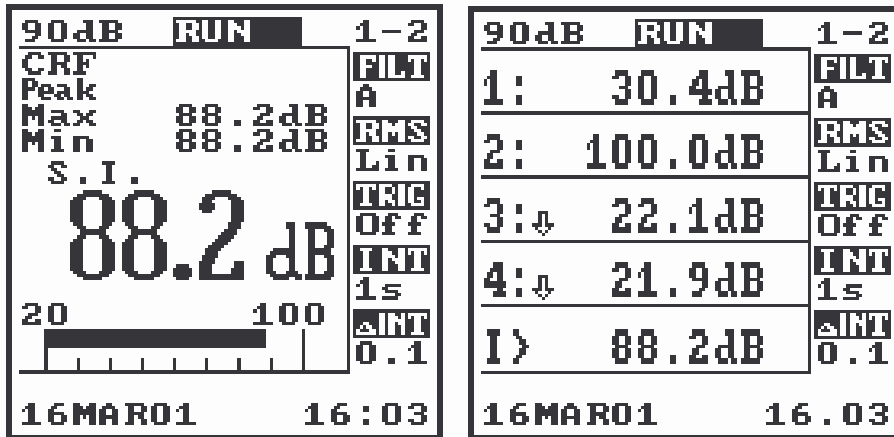 90dB RUN 1-2
CRF
Peak
Max 88.2dB
Min 88.2dB
S.I.
88.2 dB
20 100
FILT
A
RMS
Lin
TRIG
Off
INT
1s
△INT
0.1
16MAR01 16:03
90dB RUN 1-2
1: 30.4dB
2: 100.0dB
3:⇩ 22.1dB
4:⇩ 21.9dB
I> 88.2dB
FILT
A
RMS
Lin
TRIG
Off
INT
1s
△INT
0.1
16MAR01 16.03